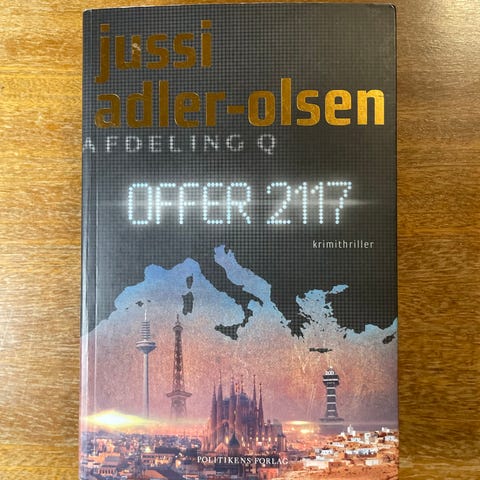 jussi
adler-olsen
AFDELING Q
OFFER 2117
krimithriller
POLITIKENS FORLAG